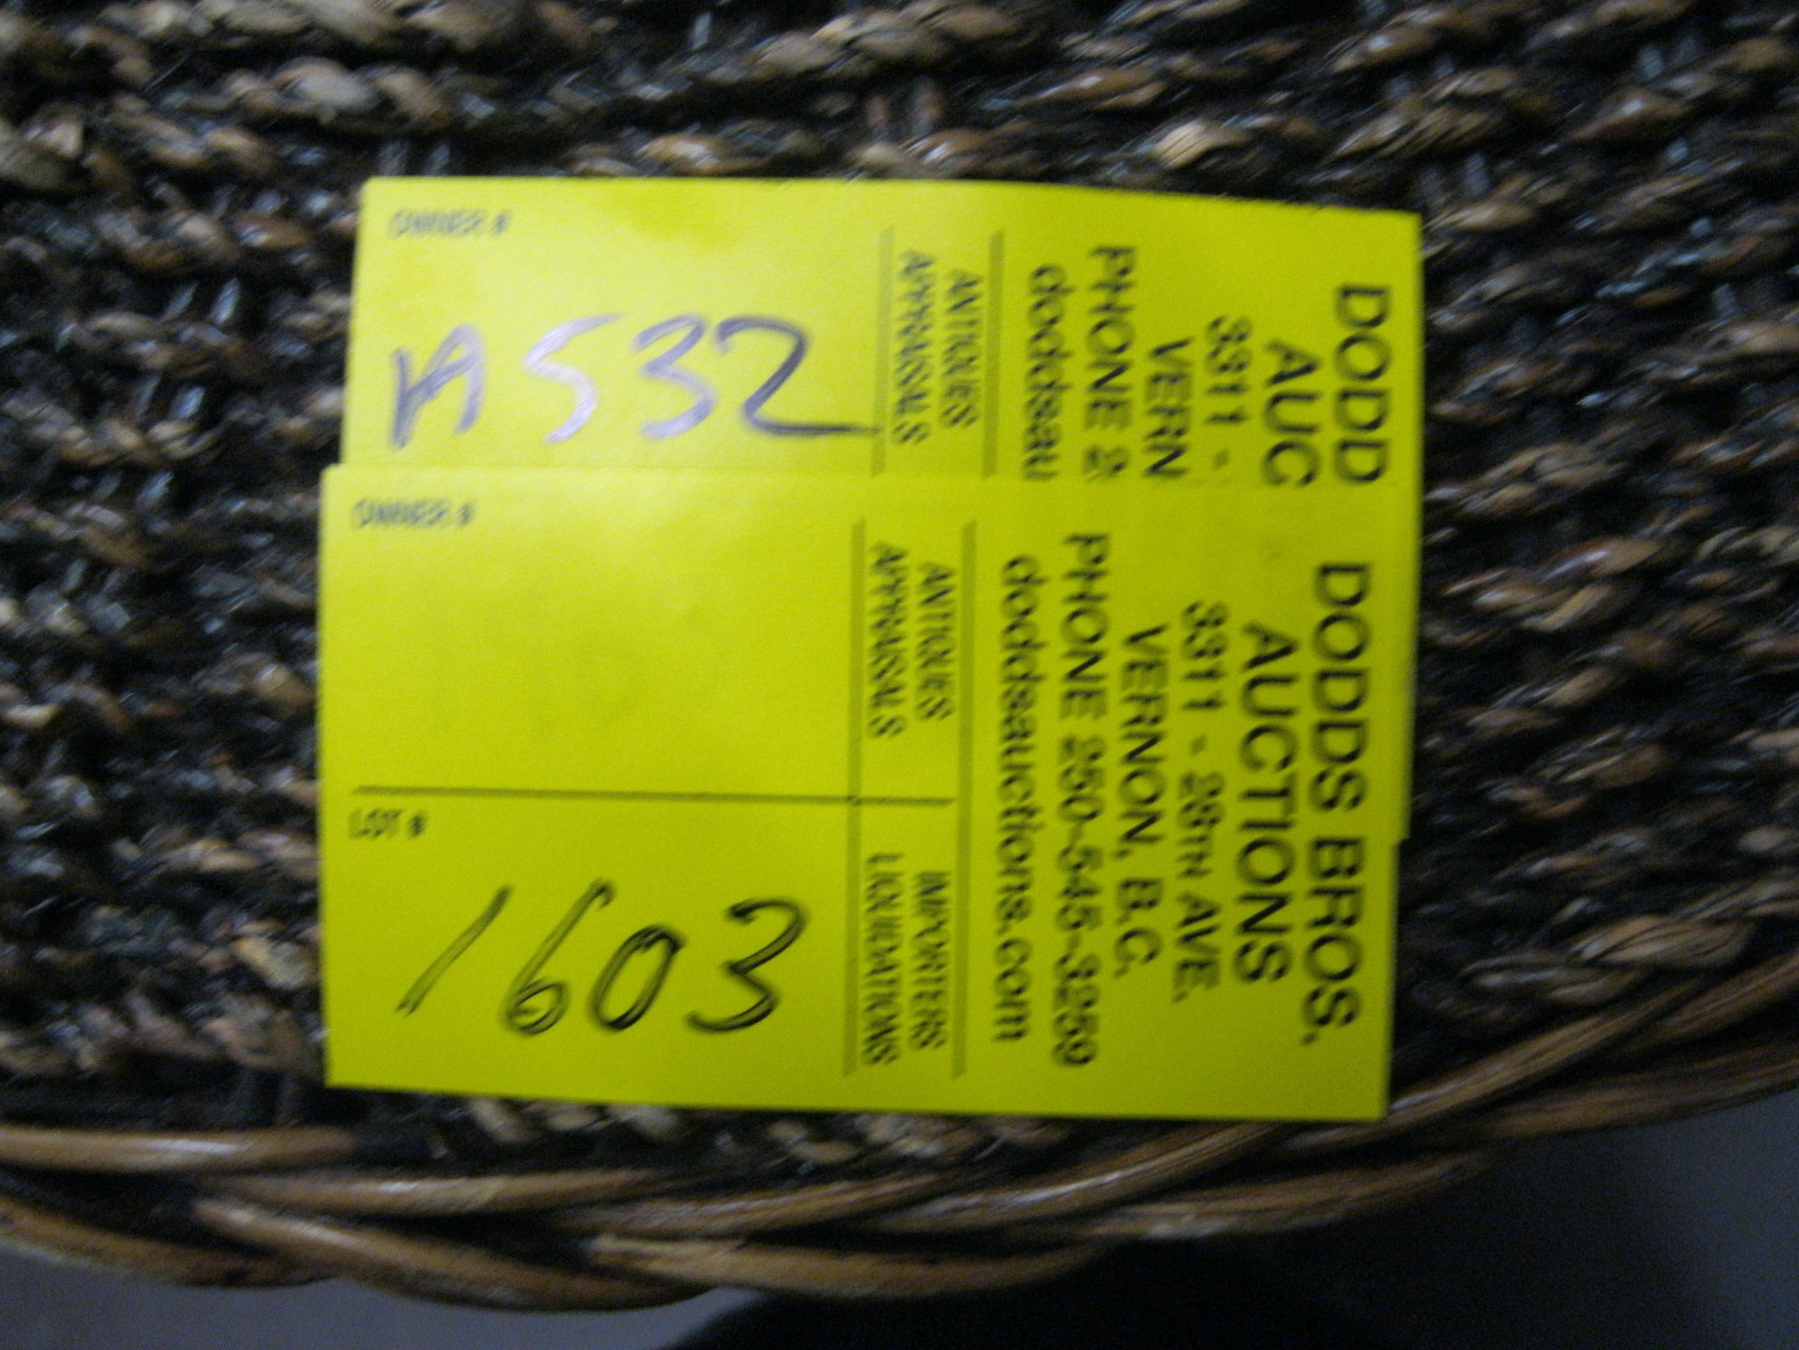 DODD
AUC
3311 -
VERN
PHONE 2
doddsau
ANTIQUES
APPRAISALS
OWNER #
A532
DODDS BROS.
AUCTIONS
3311 - 28TH AVE.
VERNON, B.C.
PHONE 250-545-3259
doddsauctions.com
ANTIQUES IMPORTERS
APPRAISALS LIQUIDATIONS
OWNER #
LOT #
1603